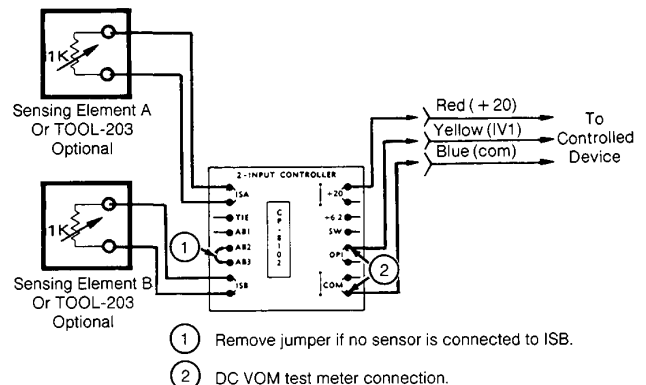 1K
Sensing Element A
Or TOOL-203
Optional
Red (+20)
Yellow (IV1)
Blue (com)
To
Controlled
Device
2-INPUT CONTROLLER
ISA
TIE
AB1
AB2
AB3
ISB
CP-8102
+20
+6.2
SW
OP1
COM
1
2
1K
Sensing Element B
Or TOOL-203
Optional
1 Remove jumper if no sensor is connected to ISB.
2 DC VOM test meter connection.